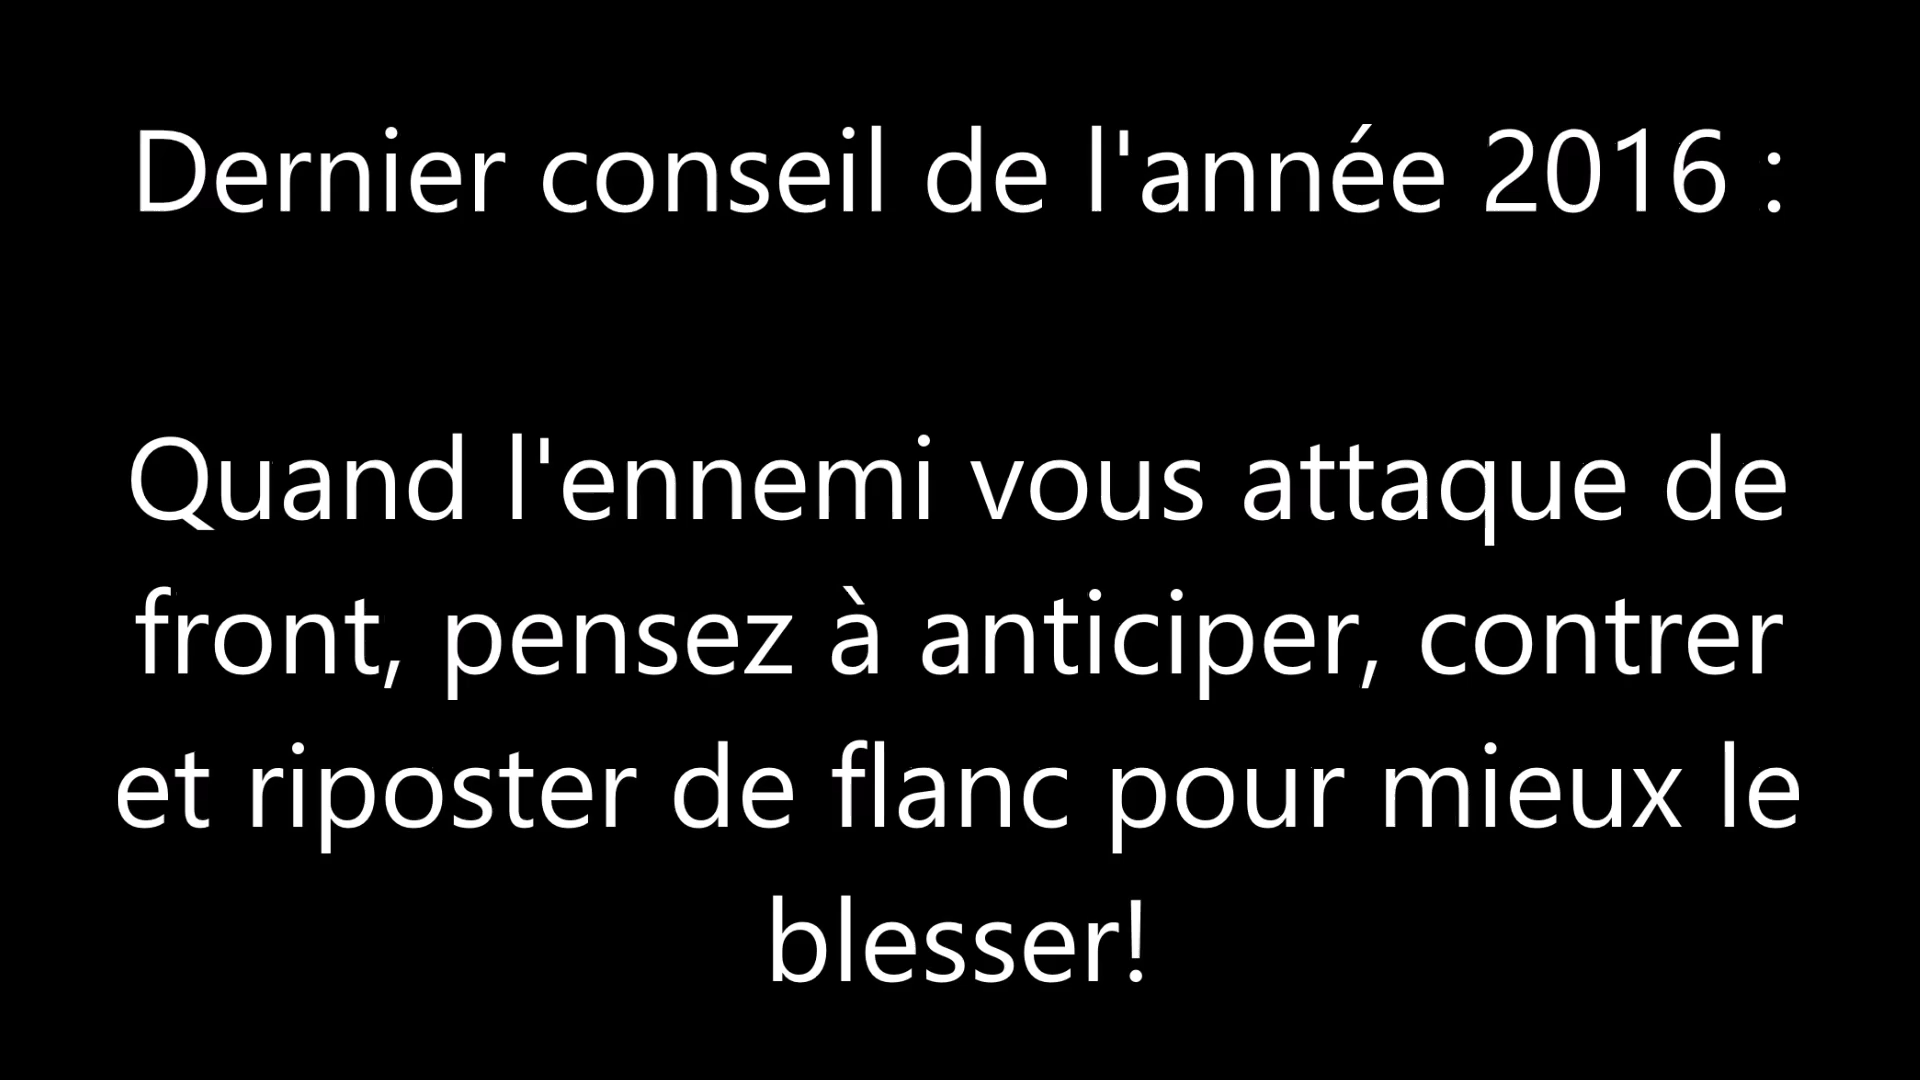 Dernier conseil de l'année 2016 :
Quand l'ennemi vous attaque de
front, pensez à anticiper, contrer
et riposter de flanc pour mieux le
blesser!